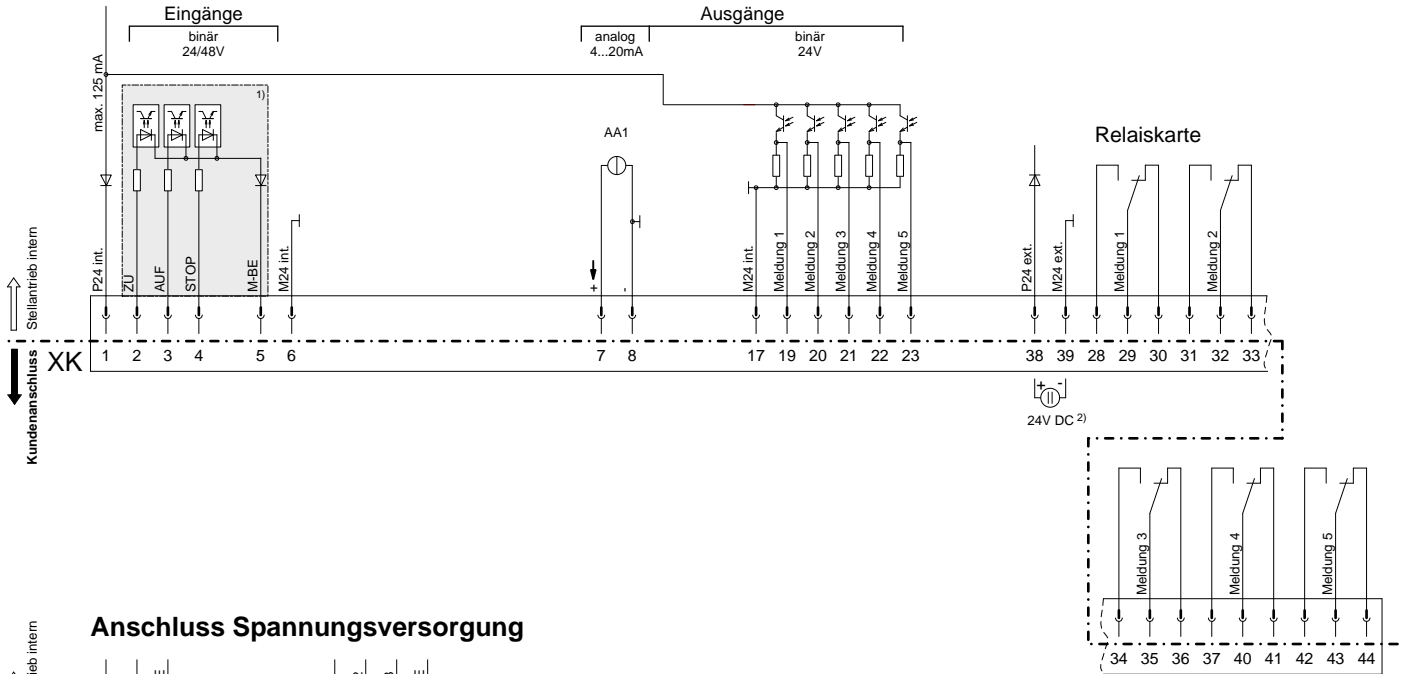 Eingänge
binär
24/48V
Ausgänge
analog
4...20mA
binär
24V
max. 125 mA
1)
AA1
Relaiskarte
Stellantrieb intern
P24 int.
ZU
AUF
STOP
M-BE
M24 int.
+
-
M24 int.
Meldung 1
Meldung 2
Meldung 3
Meldung 4
Meldung 5
P24 ext.
M24 ext.
Meldung 1
Meldung 2
Kundenanschluss
XK
1 2 3 4 5 6 7 8 17 19 20 21 22 23 38 39 28 29 30 31 32 33
+ -
24V DC 2)
Meldung 3
Meldung 4
Meldung 5
34 35 36 37 40 41 42 43 44
Anschluss Spannungsversorgung